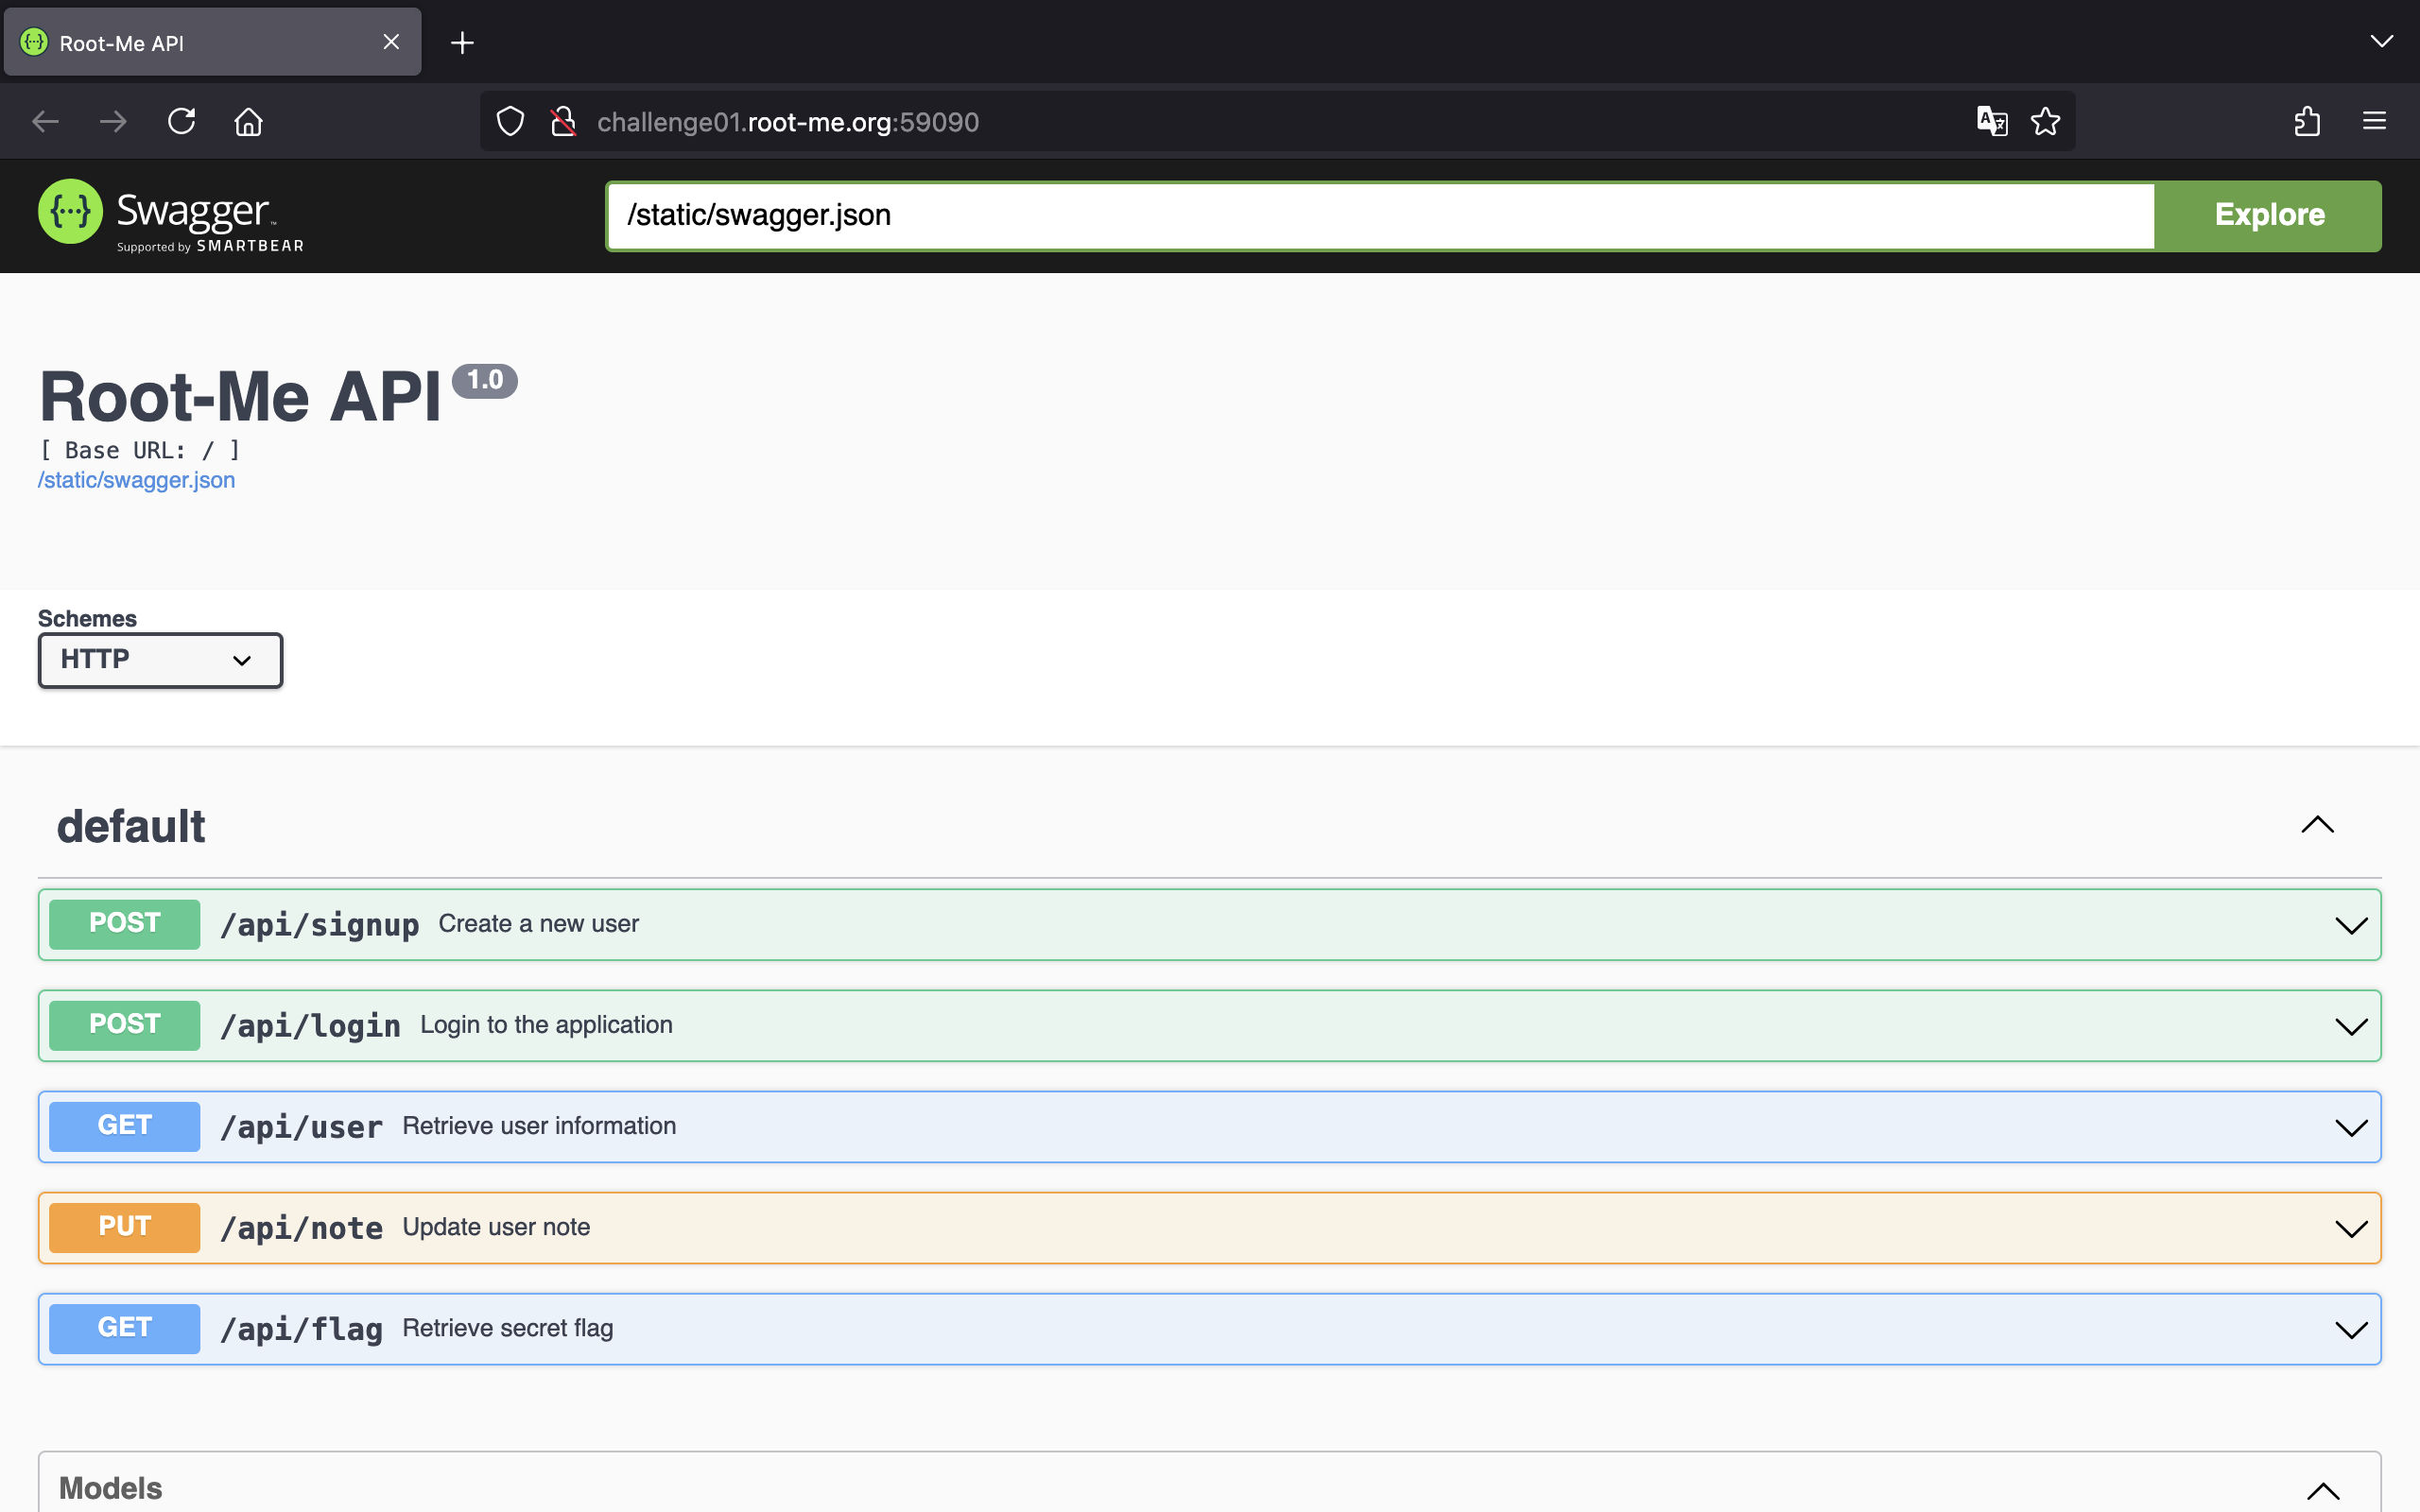 Root-Me API
challenge01.root-me.org:59090
Swagger™
Supported by SMARTBEAR
/static/swagger.json
Explore
Root-Me API 1.0
[ Base URL: / ]
/static/swagger.json
Schemes
HTTP
default
POST /api/signup Create a new user
POST /api/login Login to the application
GET /api/user Retrieve user information
PUT /api/note Update user note
GET /api/flag Retrieve secret flag
Models